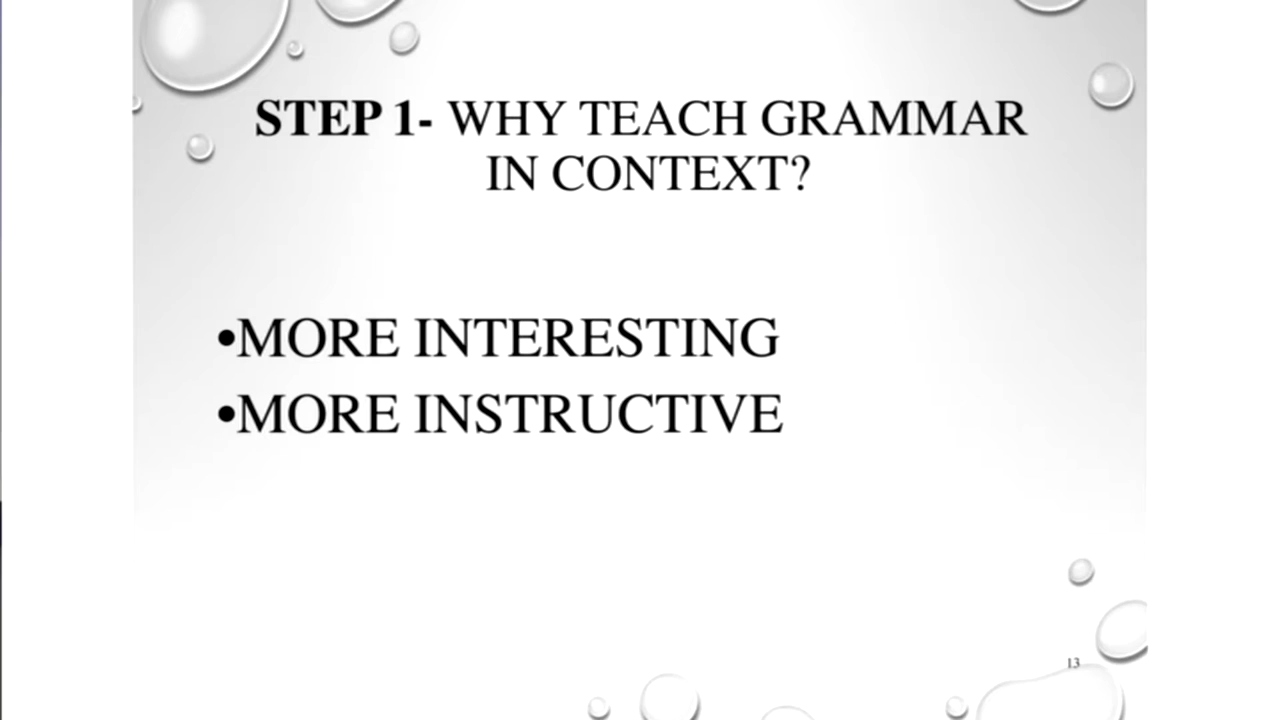 STEP 1- WHY TEACH GRAMMAR
IN CONTEXT?
•MORE INTERESTING
•MORE INSTRUCTIVE
13